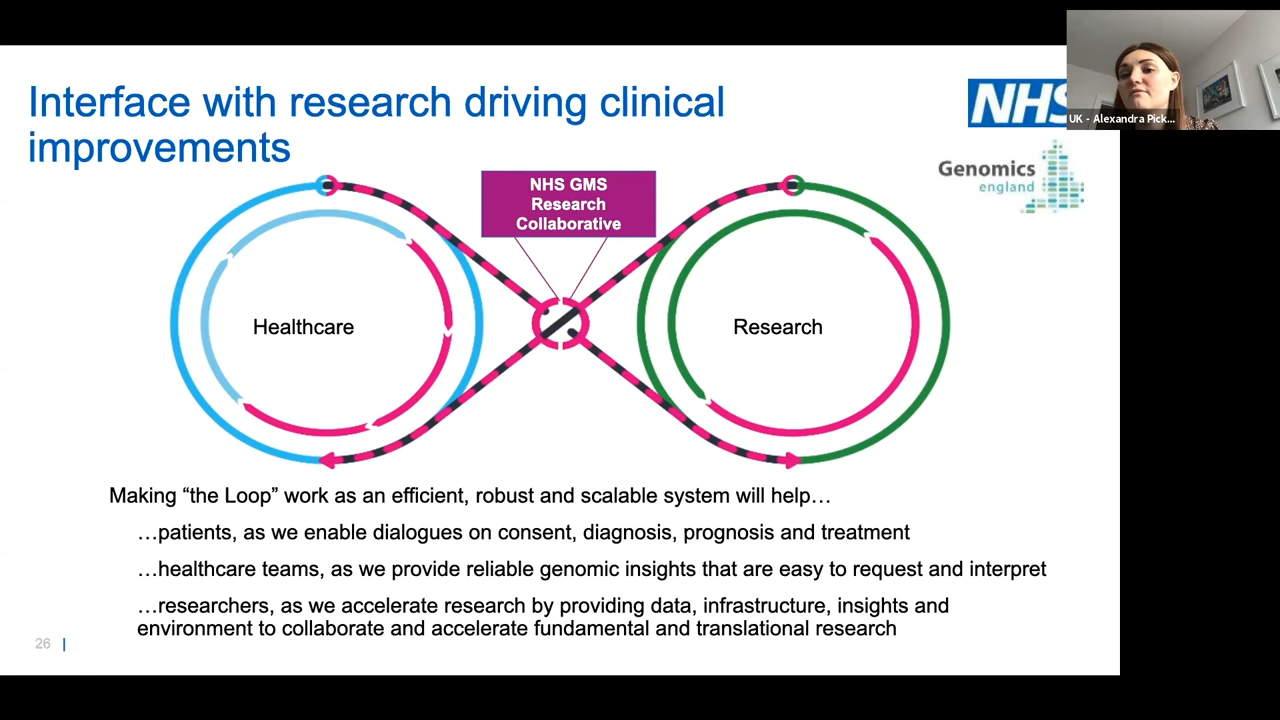 Interface with research driving clinical
improvements
NHS
UK - Alexandra Pick...
Genomics
england
NHS GMS
Research
Collaborative
Healthcare
Research
Making “the Loop” work as an efficient, robust and scalable system will help…
…patients, as we enable dialogues on consent, diagnosis, prognosis and treatment
…healthcare teams, as we provide reliable genomic insights that are easy to request and interpret
…researchers, as we accelerate research by providing data, infrastructure, insights and
environment to collaborate and accelerate fundamental and translational research
26 |